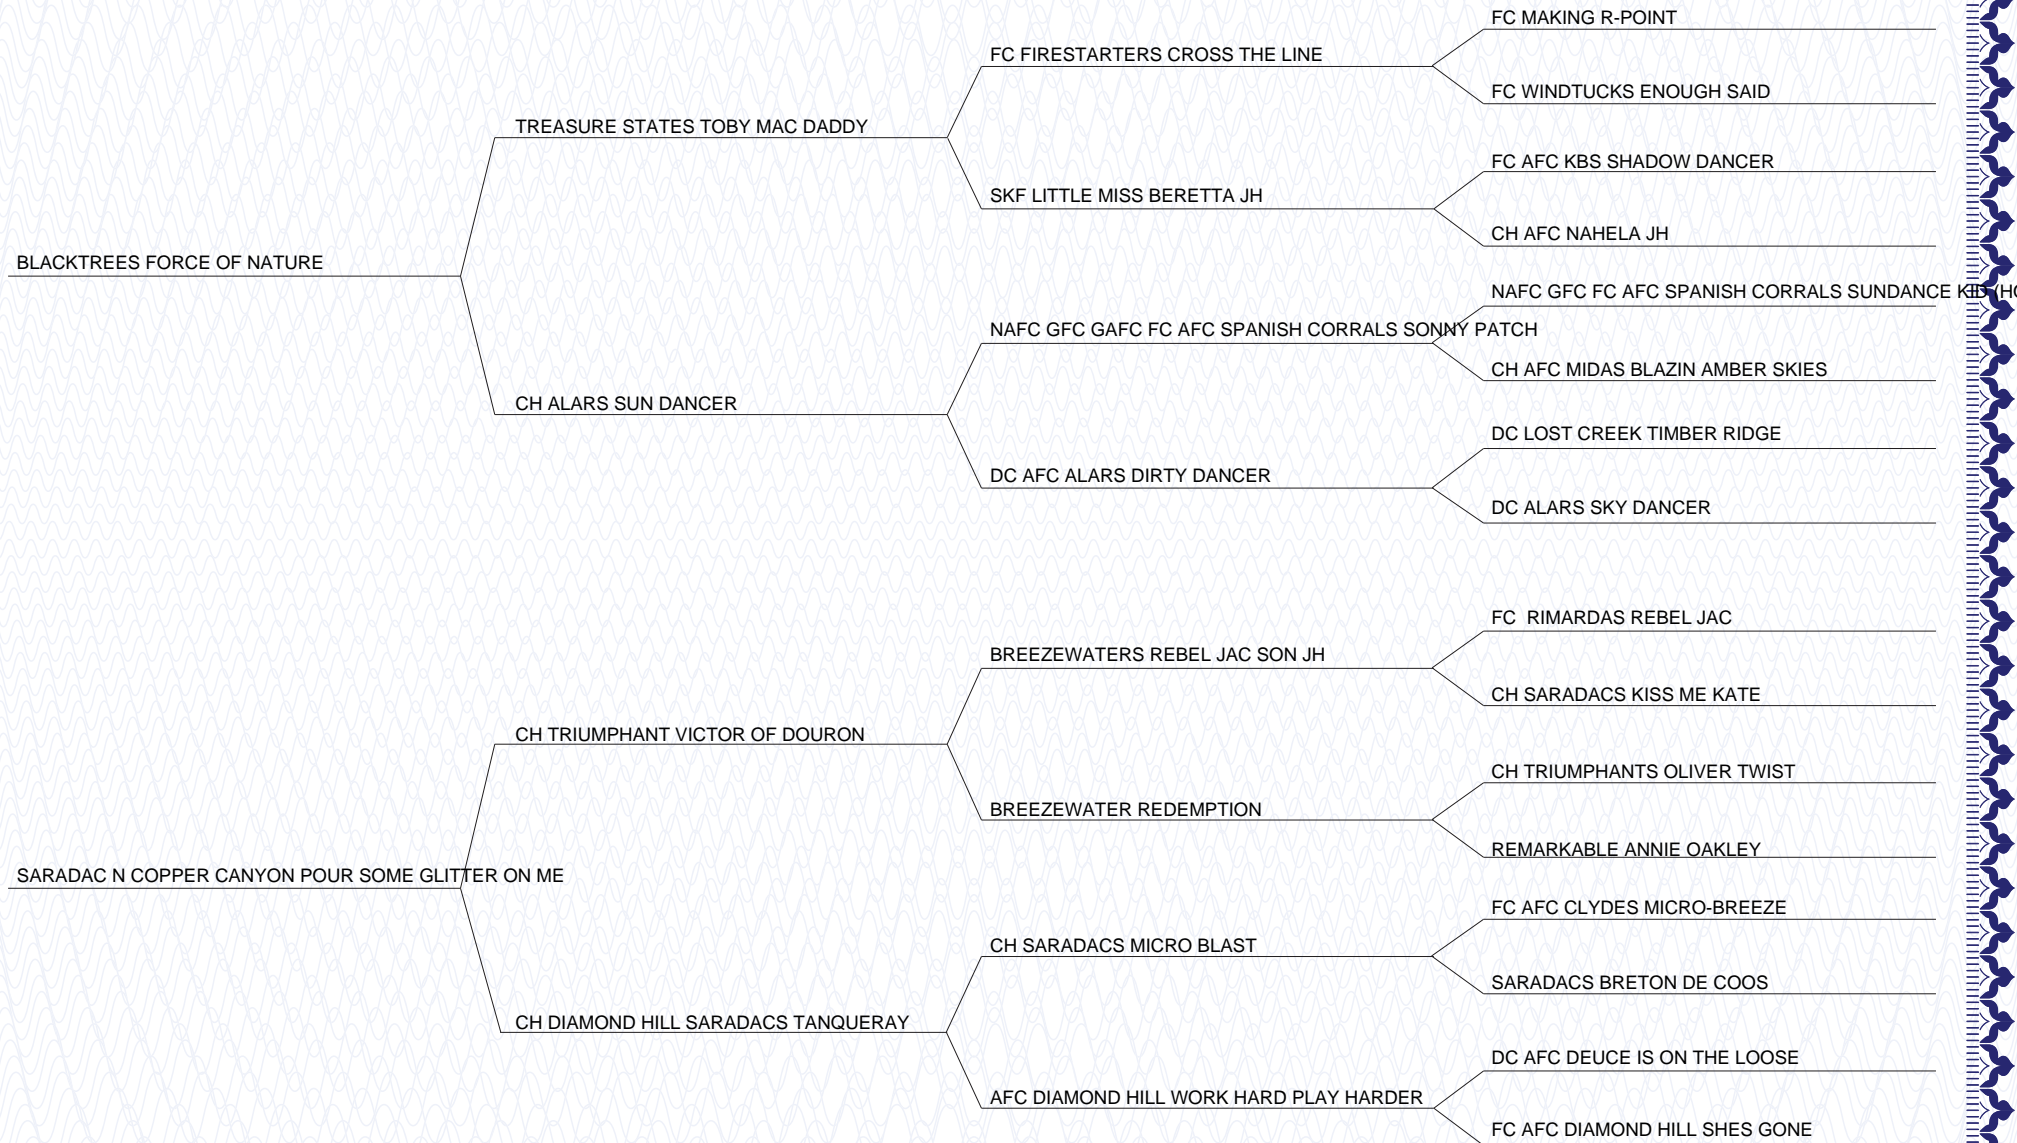 FC MAKING R-POINT
FC FIRESTARTERS CROSS THE LINE
FC WINDTUCKS ENOUGH SAID
TREASURE STATES TOBY MAC DADDY
FC AFC KBS SHADOW DANCER
SKF LITTLE MISS BERETTA JH
CH AFC NAHELA JH
BLACKTREES FORCE OF NATURE
NAFC GFC FC AFC SPANISH CORRALS SUNDANCE KID (HO
NAFC GFC GAFC FC AFC SPANISH CORRALS SONNY PATCH
CH AFC MIDAS BLAZIN AMBER SKIES
CH ALARS SUN DANCER
DC LOST CREEK TIMBER RIDGE
DC AFC ALARS DIRTY DANCER
DC ALARS SKY DANCER
FC  RIMARDAS REBEL JAC
BREEZEWATERS REBEL JAC SON JH
CH SARADACS KISS ME KATE
CH TRIUMPHANT VICTOR OF DOURON
CH TRIUMPHANTS OLIVER TWIST
BREEZEWATER REDEMPTION
REMARKABLE ANNIE OAKLEY
SARADAC N COPPER CANYON POUR SOME GLITTER ON ME
FC AFC CLYDES MICRO-BREEZE
CH SARADACS MICRO BLAST
SARADACS BRETON DE COOS
CH DIAMOND HILL SARADACS TANQUERAY
DC AFC DEUCE IS ON THE LOOSE
AFC DIAMOND HILL WORK HARD PLAY HARDER
FC AFC DIAMOND HILL SHES GONE